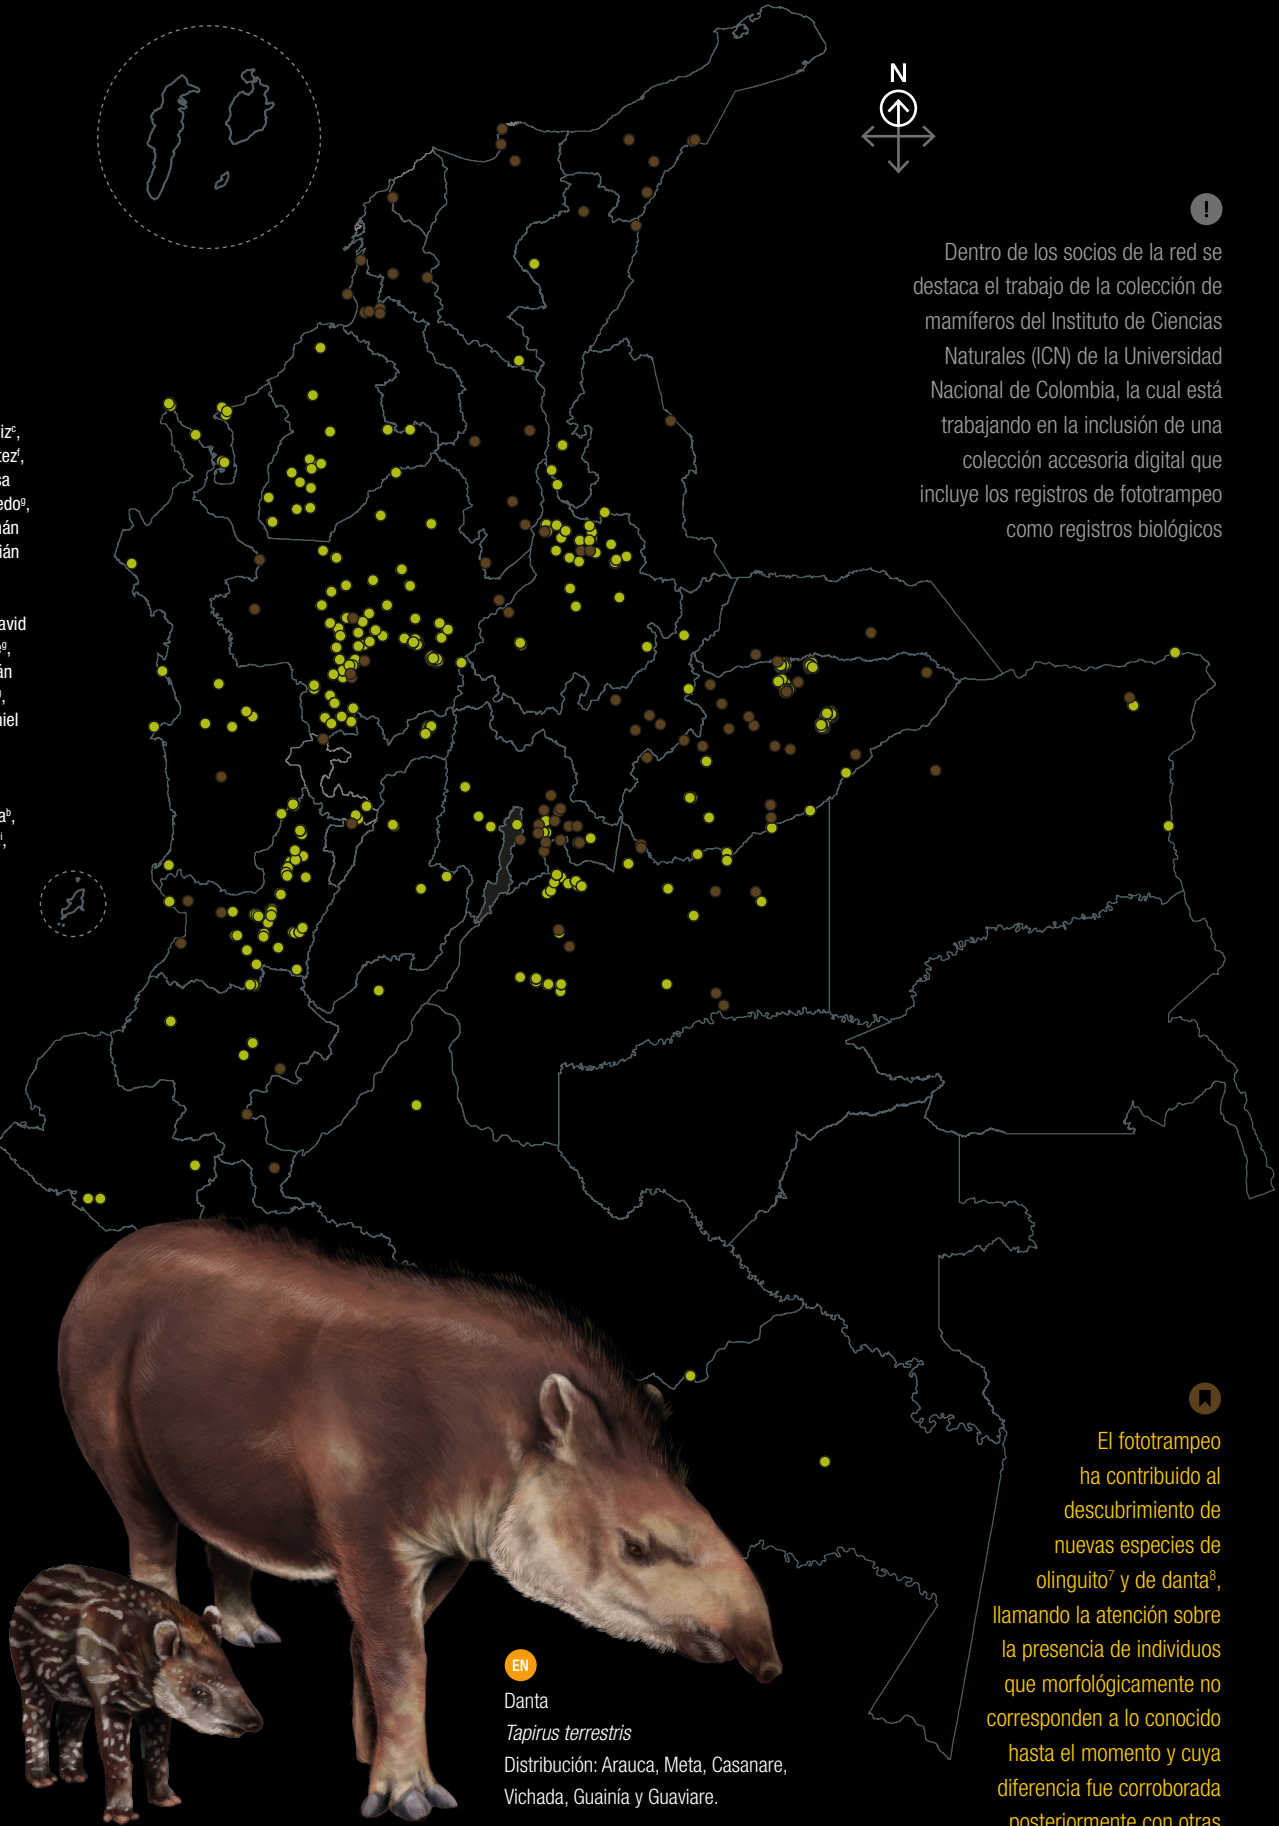 N
!
Dentro de los socios de la red se
destaca el trabajo de la colección de
mamíferos del Instituto de Ciencias
Naturales (ICN) de la Universidad
Nacional de Colombia, la cual está
trabajando en la inclusión de una
colección accesoria digital que
incluye los registros de fototrampeo
como registros biológicos
El fototrampeo
ha contribuido al
descubrimiento de
nuevas especies de
olinguito⁷ y de danta⁸,
llamando la atención sobre
la presencia de individuos
que morfológicamente no
corresponden a lo conocido
hasta el momento y cuya
diferencia fue corroborada
posteriormente con otras
EN
Danta
Tapirus terrestris
Distribución: Arauca, Meta, Casanare,
Vichada, Guainía y Guaviare.